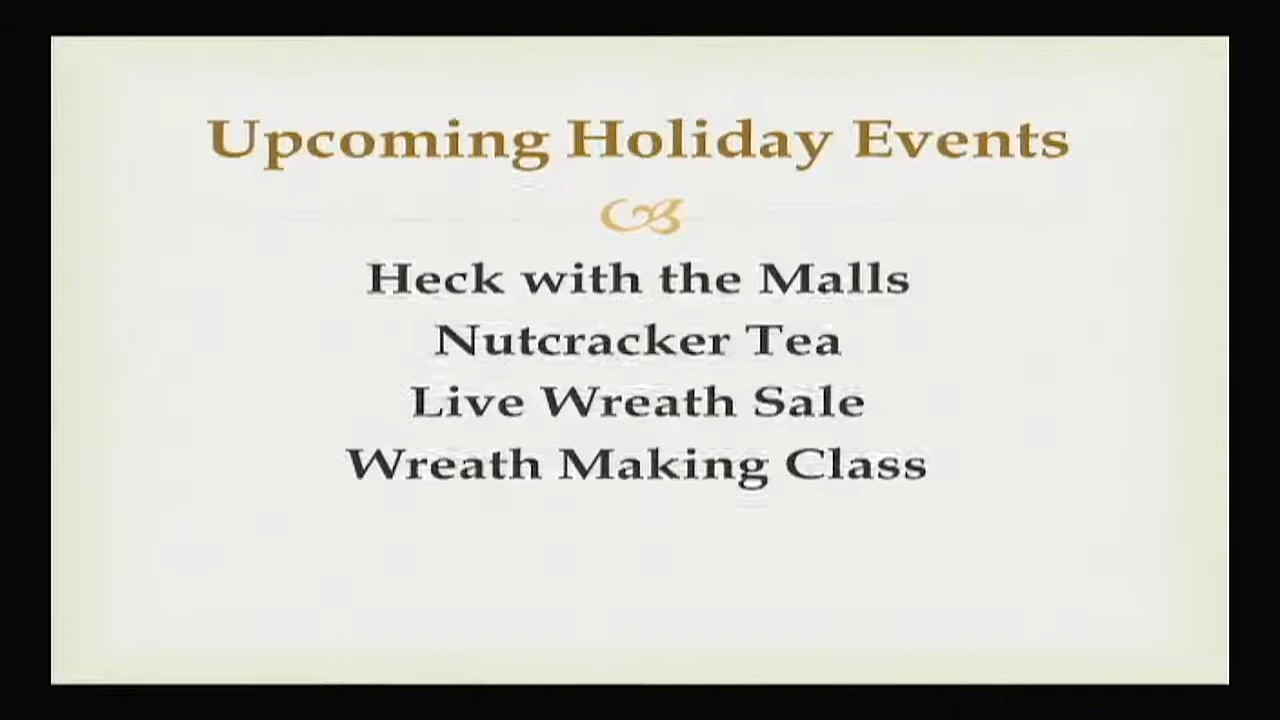 Upcoming Holiday Events
Heck with the Malls
Nutcracker Tea
Live Wreath Sale
Wreath Making Class